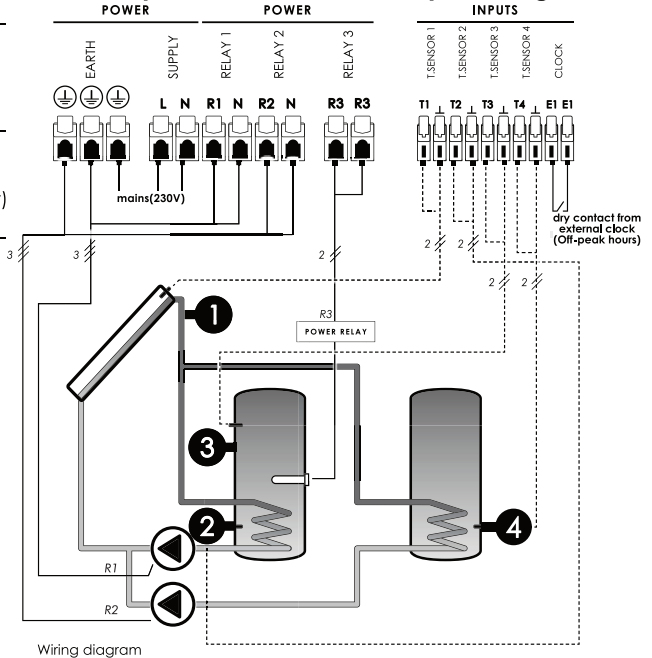 POWER POWER INPUTS
EARTH
SUPPLY
RELAY 1
RELAY 2
RELAY 3
T.SENSOR 1
T.SENSOR 2
T.SENSOR 3
T.SENSOR 4
CLOCK
L N R1 N R2 N R3 R3 T1 T2 T3 T4 E1 E1
mains(230V)
)
dry contact from
external clock
(Off-peak hours)
3 3 2 2 2 2 2
1
R3
POWER RELAY
3
2
4
R1
R2
Wiring diagram